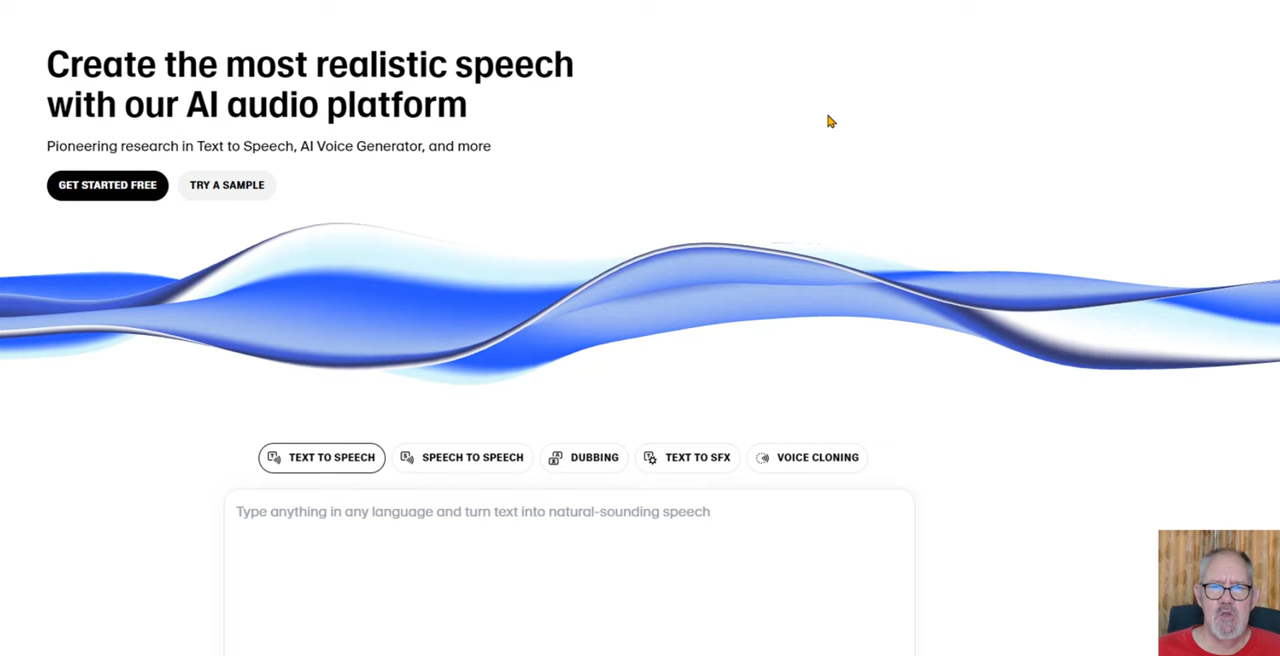 Create the most realistic speech
with our AI audio platform
Pioneering research in Text to Speech, AI Voice Generator, and more
GET STARTED FREE TRY A SAMPLE
TEXT TO SPEECH SPEECH TO SPEECH DUBBING TEXT TO SFX VOICE CLONING
Type anything in any language and turn text into natural-sounding speech